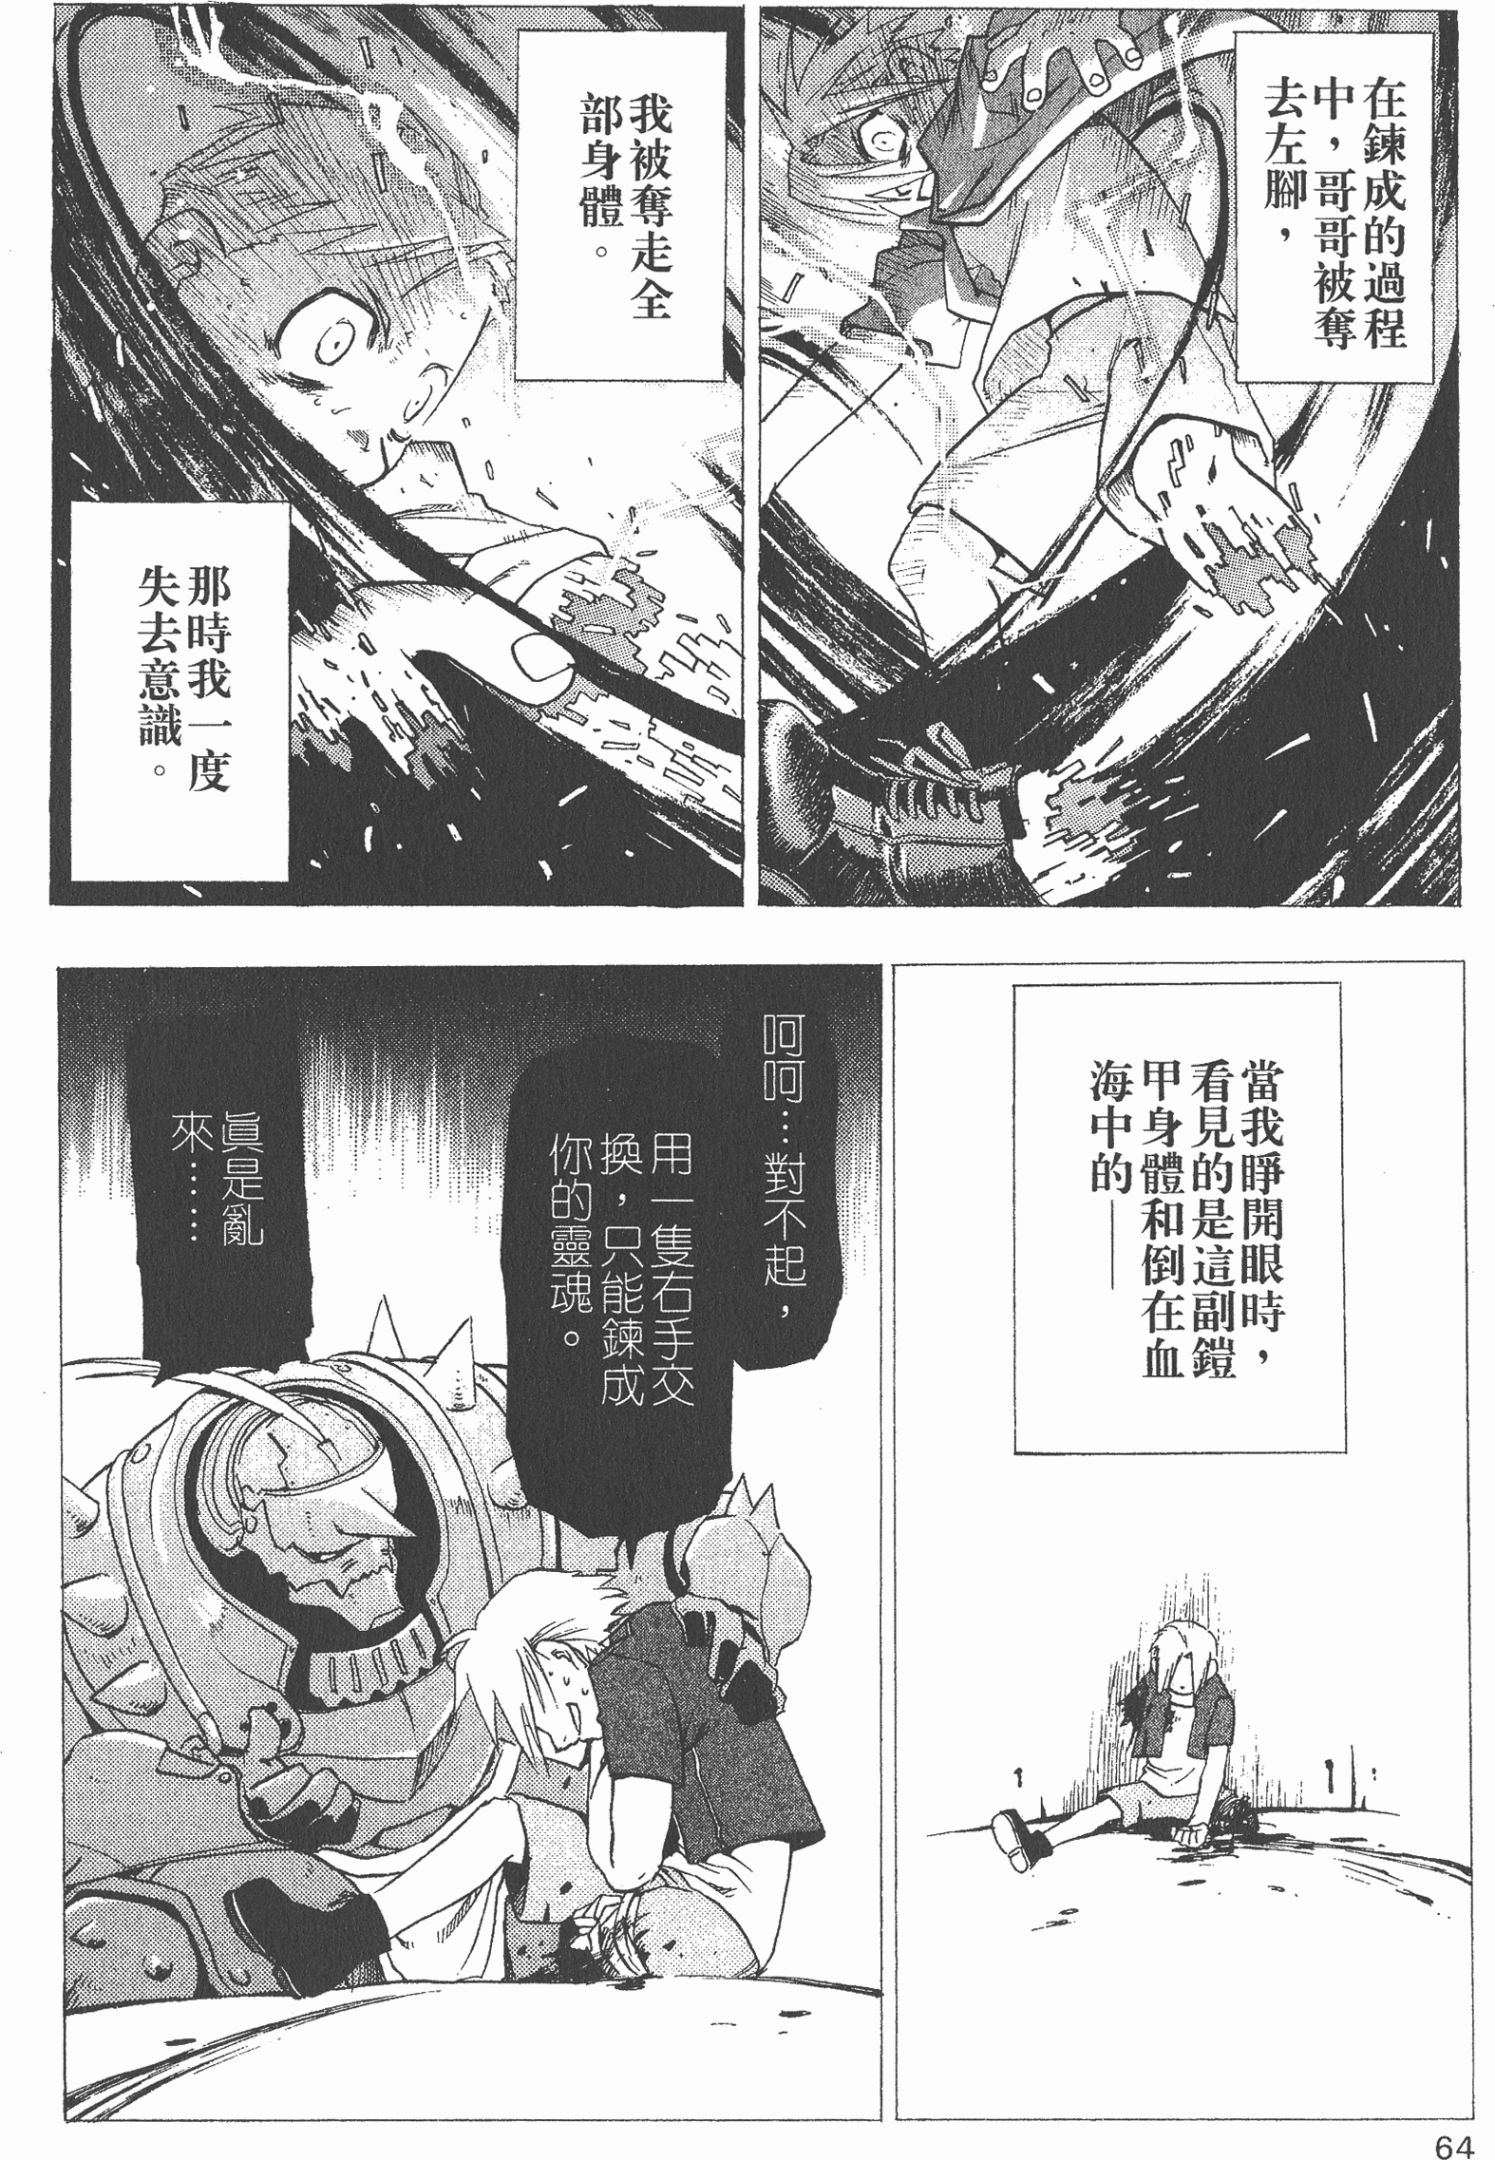 在鍊成的過程
中，哥哥被奪
去左腳，
我被奪走全
部身體。
那時我一度
失去意識。
當我睜開眼時，
看見的是這副鎧
甲身體和倒在血
海中的——
呵呵…對不起，
用一隻右手交
換，只能鍊成
你的靈魂。
眞是亂
來……
64